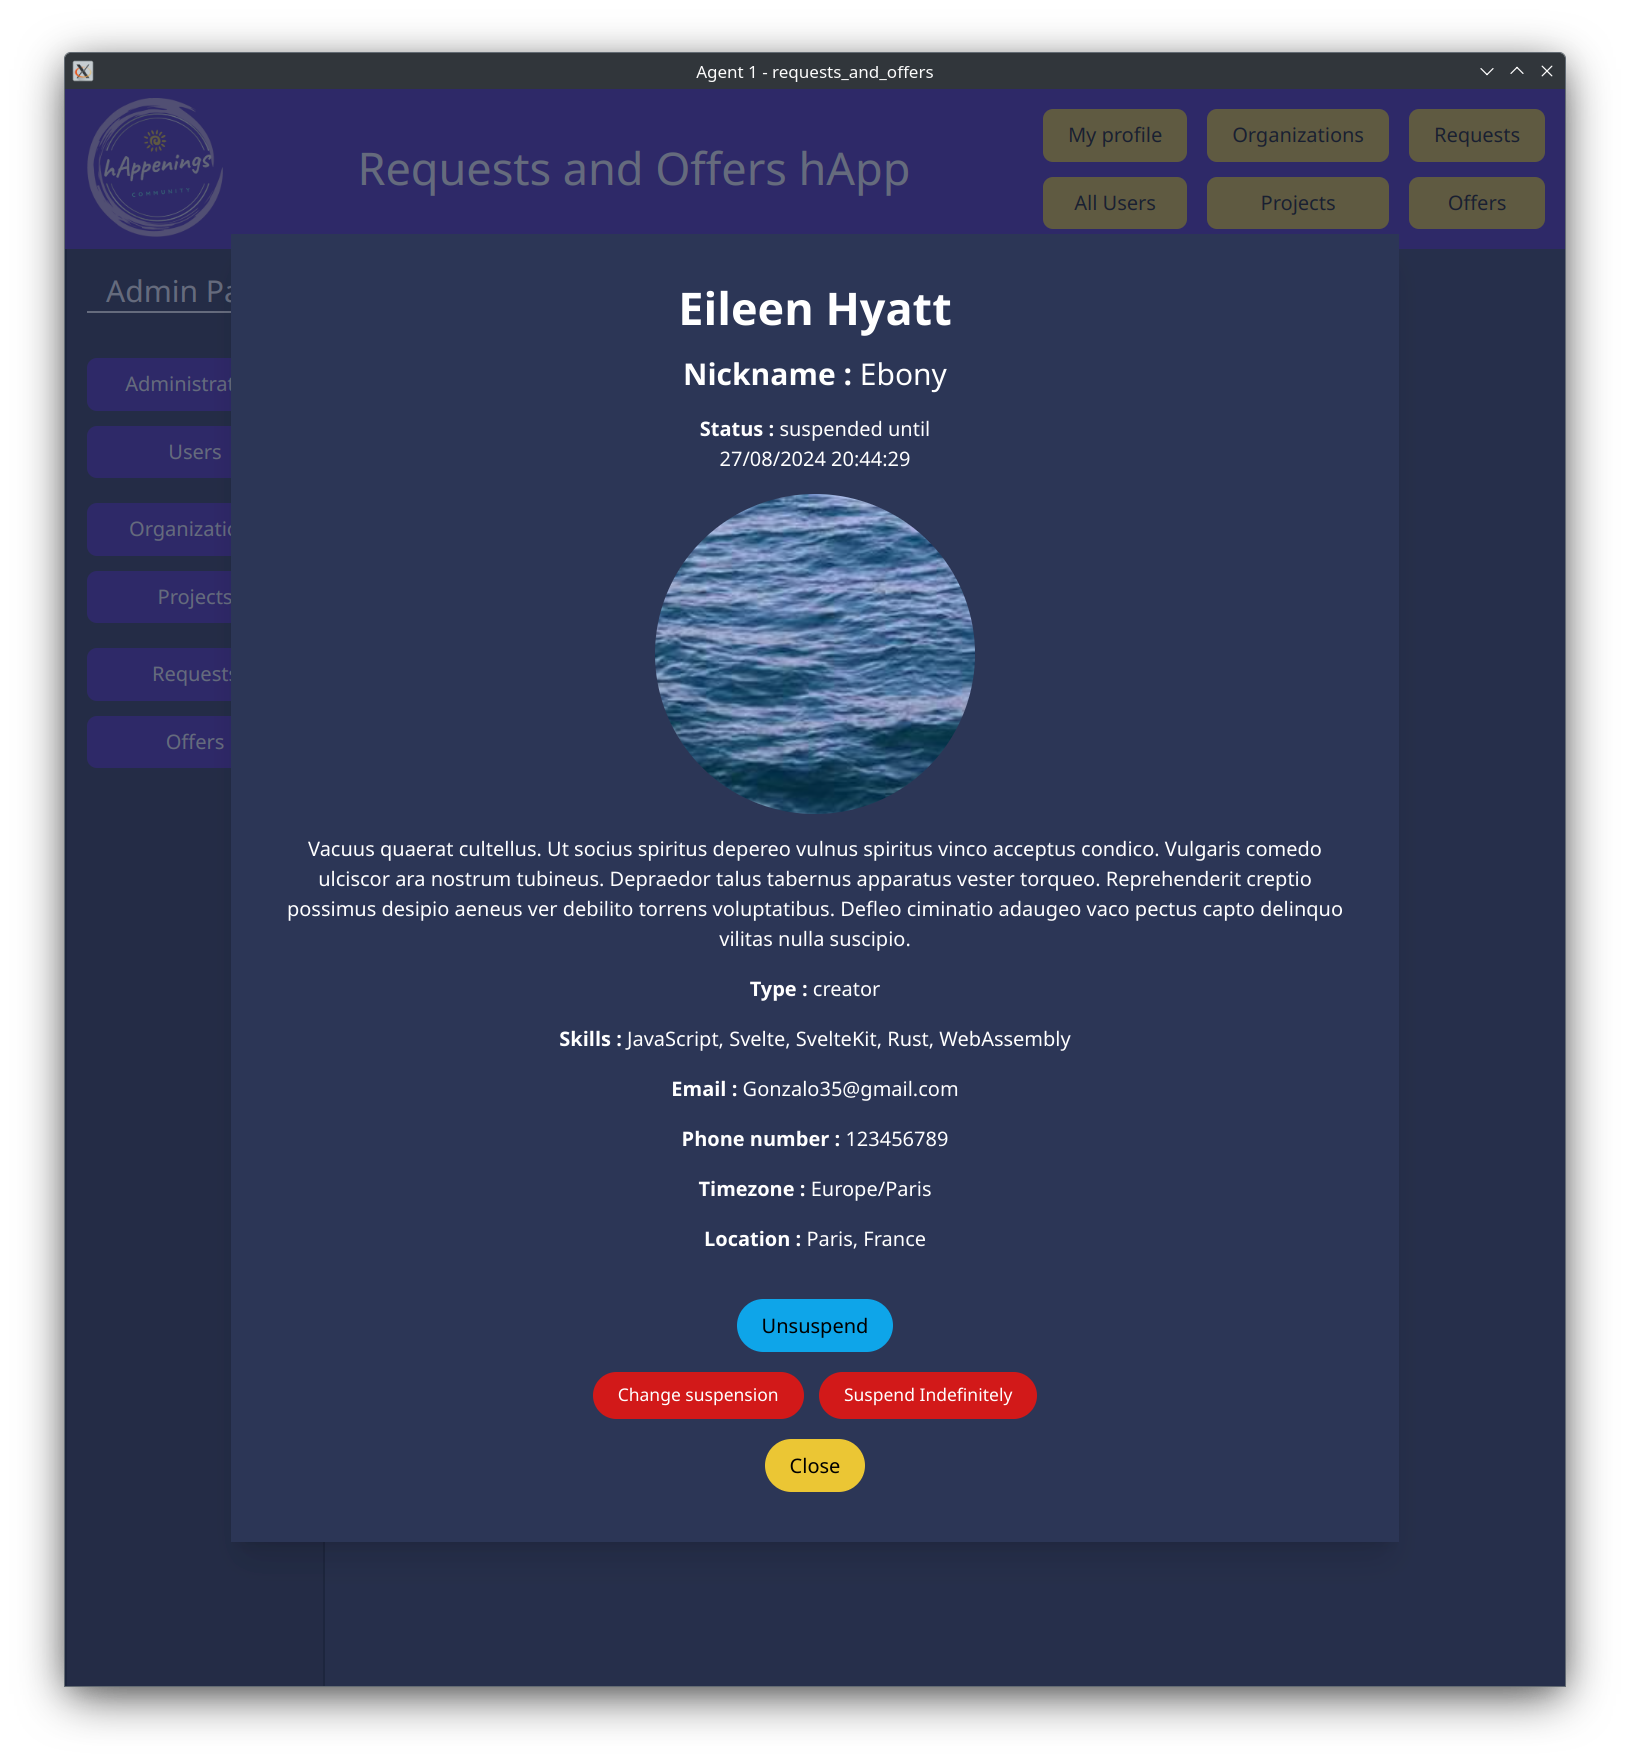 Agent 1 - requests_and_offers
hAppenings
COMMUNITY
Requests and Offers hApp
My profile
Organizations
Requests
All Users
Projects
Offers
Admin Pa
Administrat
Users
Organizatio
Projects
Requests
Offers
Eileen Hyatt
Nickname : Ebony
Status : suspended until
27/08/2024 20:44:29
Vacuus quaerat cultellus. Ut socius spiritus depereo vulnus spiritus vinco acceptus condico. Vulgaris comedo
ulciscor ara nostrum tubineus. Depraedor talus tabernus apparatus vester torqueo. Reprehenderit creptio
possimus desipio aeneus ver debilito torrens voluptatibus. Defleo ciminatio adaugeo vaco pectus capto delinquo
vilitas nulla suscipio.
Type : creator
Skills : JavaScript, Svelte, SvelteKit, Rust, WebAssembly
Email : Gonzalo35@gmail.com
Phone number : 123456789
Timezone : Europe/Paris
Location : Paris, France
Unsuspend
Change suspension
Suspend Indefinitely
Close